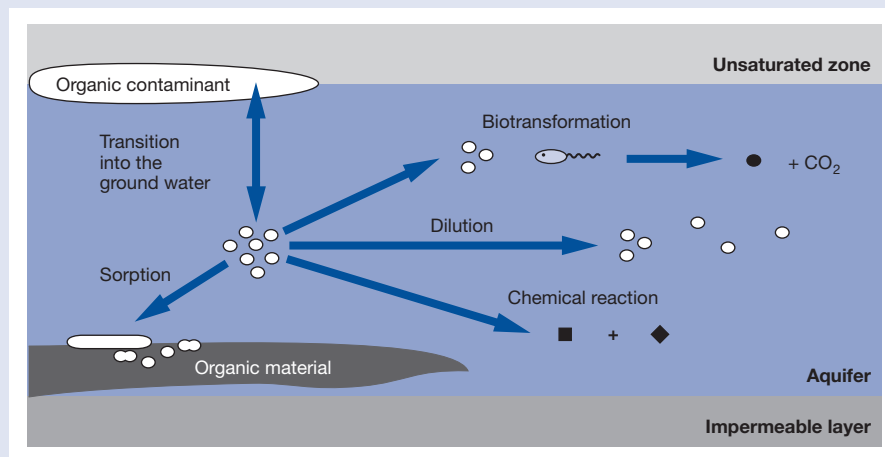 Unsaturated zone
Organic contaminant
Transition
into the
ground water
Biotransformation
+ CO₂
Dilution
Sorption
Chemical reaction
+
Organic material
Aquifer
Impermeable layer